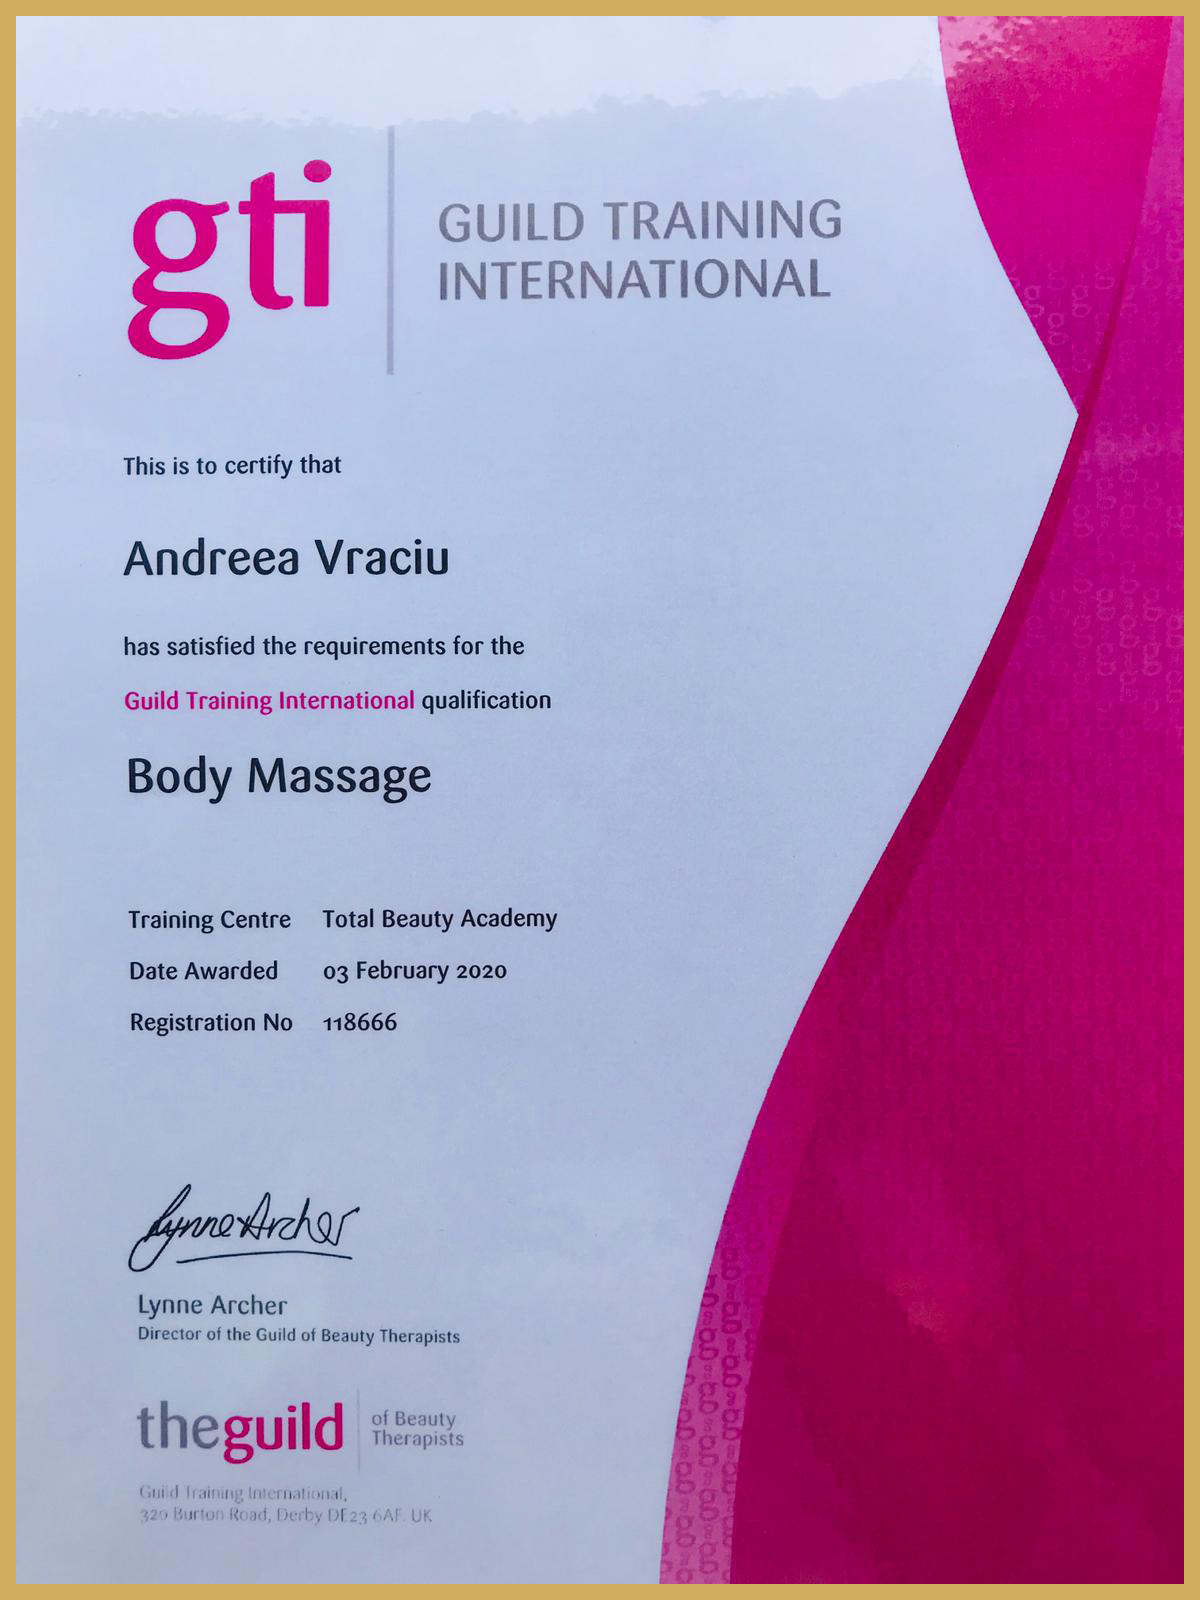 gti
GUILD TRAINING
INTERNATIONAL
This is to certify that
Andreea Vraciu
has satisfied the requirements for the
Guild Training International qualification
Body Massage
Training Centre Total Beauty Academy
Date Awarded 03 February 2020
Registration No 118666
Lynne Archer
Lynne Archer
Director of the Guild of Beauty Therapists
theguild
of Beauty
Therapists
Guild Training International,
320 Burton Road, Derby DE23 6AF. UK